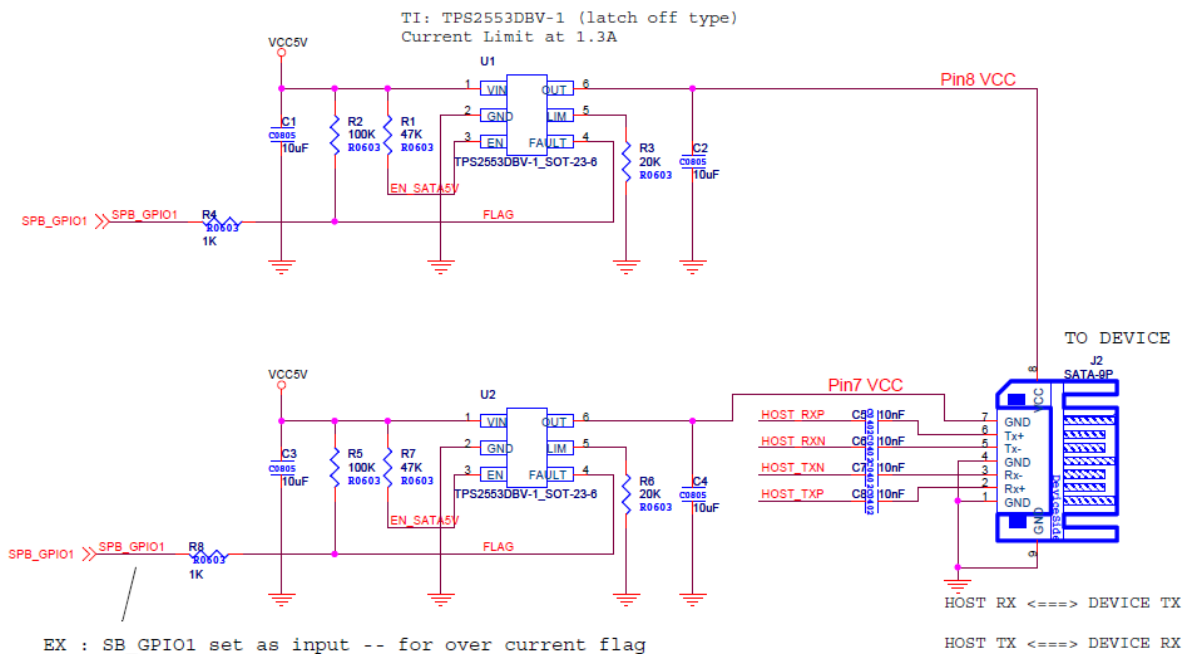 TI: TPS2553DBV-1 (latch off type)
Current Limit at 1.3A
VCC5V
U1
Pin8 VCC
1 VIN OUT 6
2 GND LIM 5
3 EN FAULT 4
TPS2553DBV-1_SOT-23-6
C1
C0805
10uF
R2
100K
R0603
R1
47K
R0603
R3
20K
R0603
C2
C0805
10uF
EN_SATA5V
SPB_GPIO1 SPB_GPIO1
R4
R0603
1K
FLAG
TO DEVICE
J2
SATA-9P
8
VCC
VCC5V
U2
Pin7 VCC
1 VIN OUT 6
2 GND LIM 5
3 EN FAULT 4
TPS2553DBV-1_SOT-23-6
C3
C0805
10uF
R5
100K
R0603
R7
47K
R0603
R6
20K
R0603
C4
C0805
10uF
EN_SATA5V
SPB_GPIO1 SPB_GPIO1
R8
R0603
1K
FLAG
HOST_RXP C5 10nF
HOST_RXN C6 10nF
HOST_TXN C7 10nF
HOST_TXP C8 10nF
7 GND
6 Tx+
5 Tx-
4 GND
3 Rx-
2 Rx+
1 GND
DeviceSide
GND
9
HOST RX <===> DEVICE TX
EX : SB GPIO1 set as input -- for over current flag
HOST TX <===> DEVICE RX